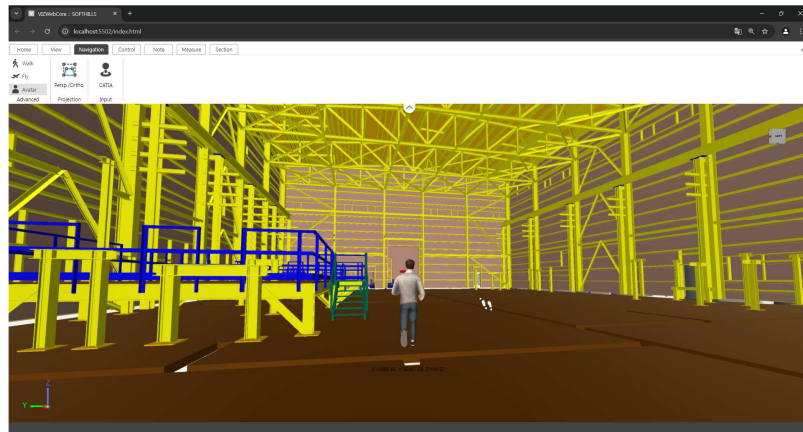 VIZWebCore :: SOFTHILLS
localhost:5502/index.html
Home View Navigation Control Note Measure Section
Walk
Fly
Avatar
Persp./Ortho
CATIA
Advanced Projection Input
LEFT
Z
Y